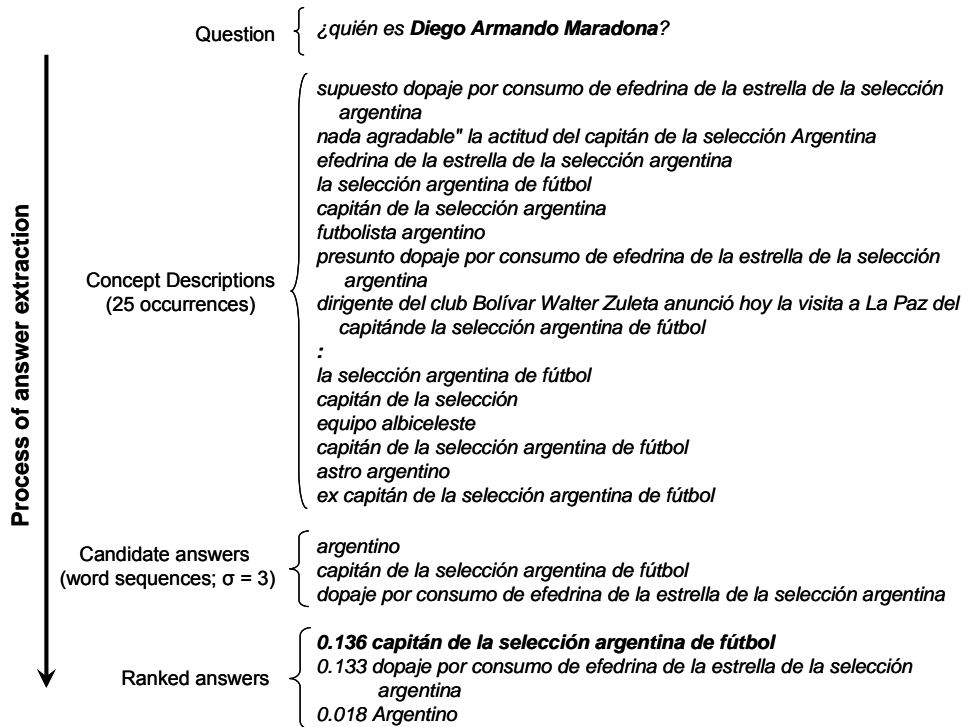 Process of answer extraction
Question
¿quién es Diego Armando Maradona?
Concept Descriptions
(25 occurrences)
supuesto dopaje por consumo de efedrina de la estrella de la selección
argentina
nada agradable" la actitud del capitán de la selección Argentina
efedrina de la estrella de la selección argentina
la selección argentina de fútbol
capitán de la selección argentina
futbolista argentino
presunto dopaje por consumo de efedrina de la estrella de la selección
argentina
dirigente del club Bolívar Walter Zuleta anunció hoy la visita a La Paz del
capitánde la selección argentina de fútbol
:
la selección argentina de fútbol
capitán de la selección
equipo albiceleste
capitán de la selección argentina de fútbol
astro argentino
ex capitán de la selección argentina de fútbol
Candidate answers
(word sequences; σ = 3)
argentino
capitán de la selección argentina de fútbol
dopaje por consumo de efedrina de la estrella de la selección argentina
Ranked answers
0.136 capitán de la selección argentina de fútbol
0.133 dopaje por consumo de efedrina de la estrella de la selección
argentina
0.018 Argentino